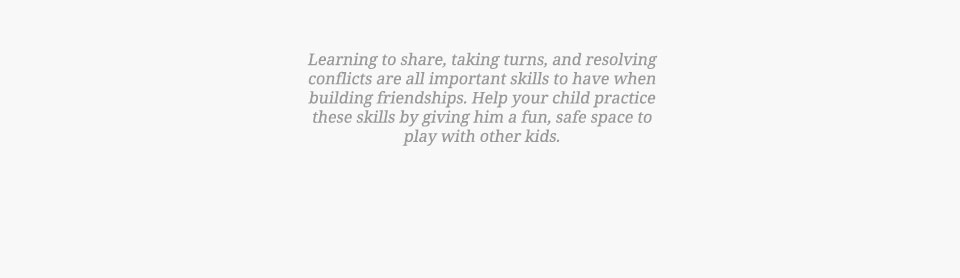 Learning to share, taking turns, and resolving
conflicts are all important skills to have when
building friendships. Help your child practice
these skills by giving him a fun, safe space to
play with other kids.